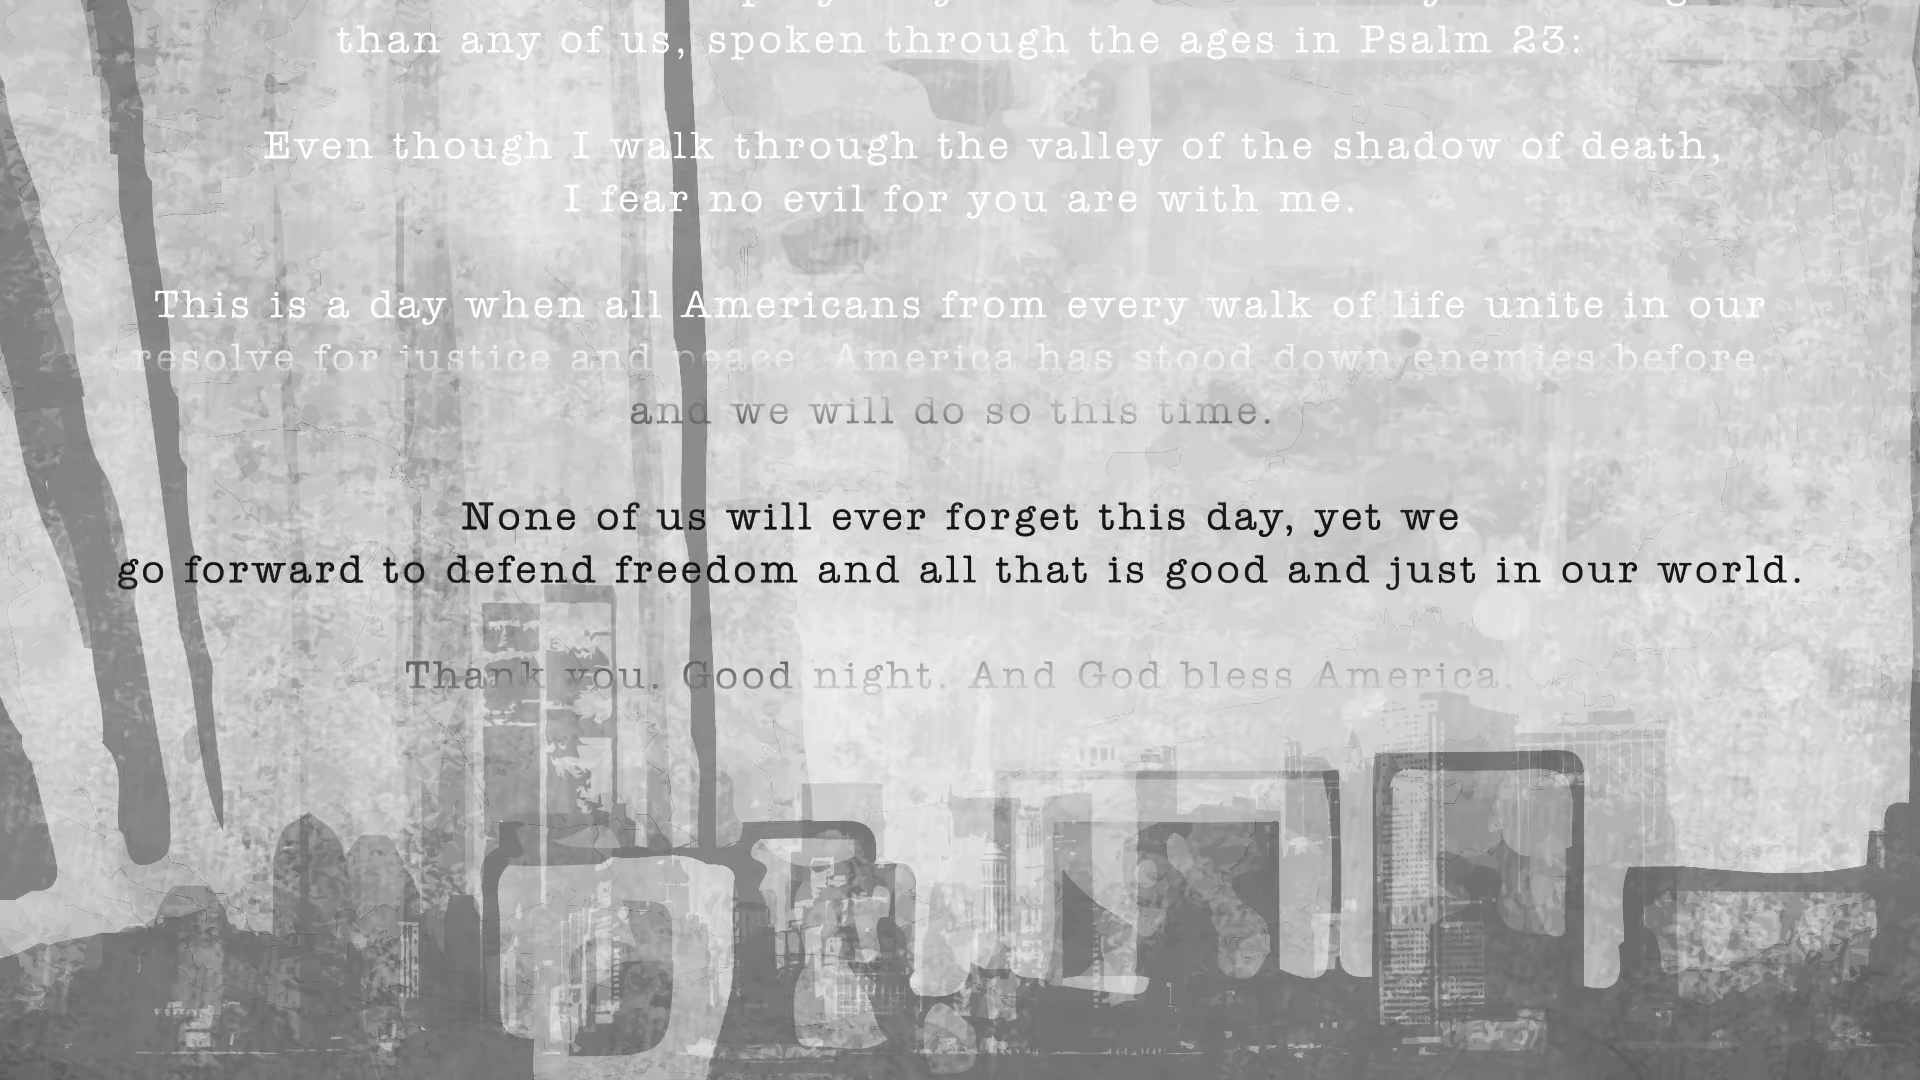 than any of us, spoken through the ages in Psalm 23:
Even though I walk through the valley of the shadow of death,
I fear no evil for you are with me.
This is a day when all Americans from every walk of life unite in our
resolve for justice and peace. America has stood down enemies before,
and we will do so this time.
None of us will ever forget this day, yet we
go forward to defend freedom and all that is good and just in our world.
Thank you. Good night. And God bless America.